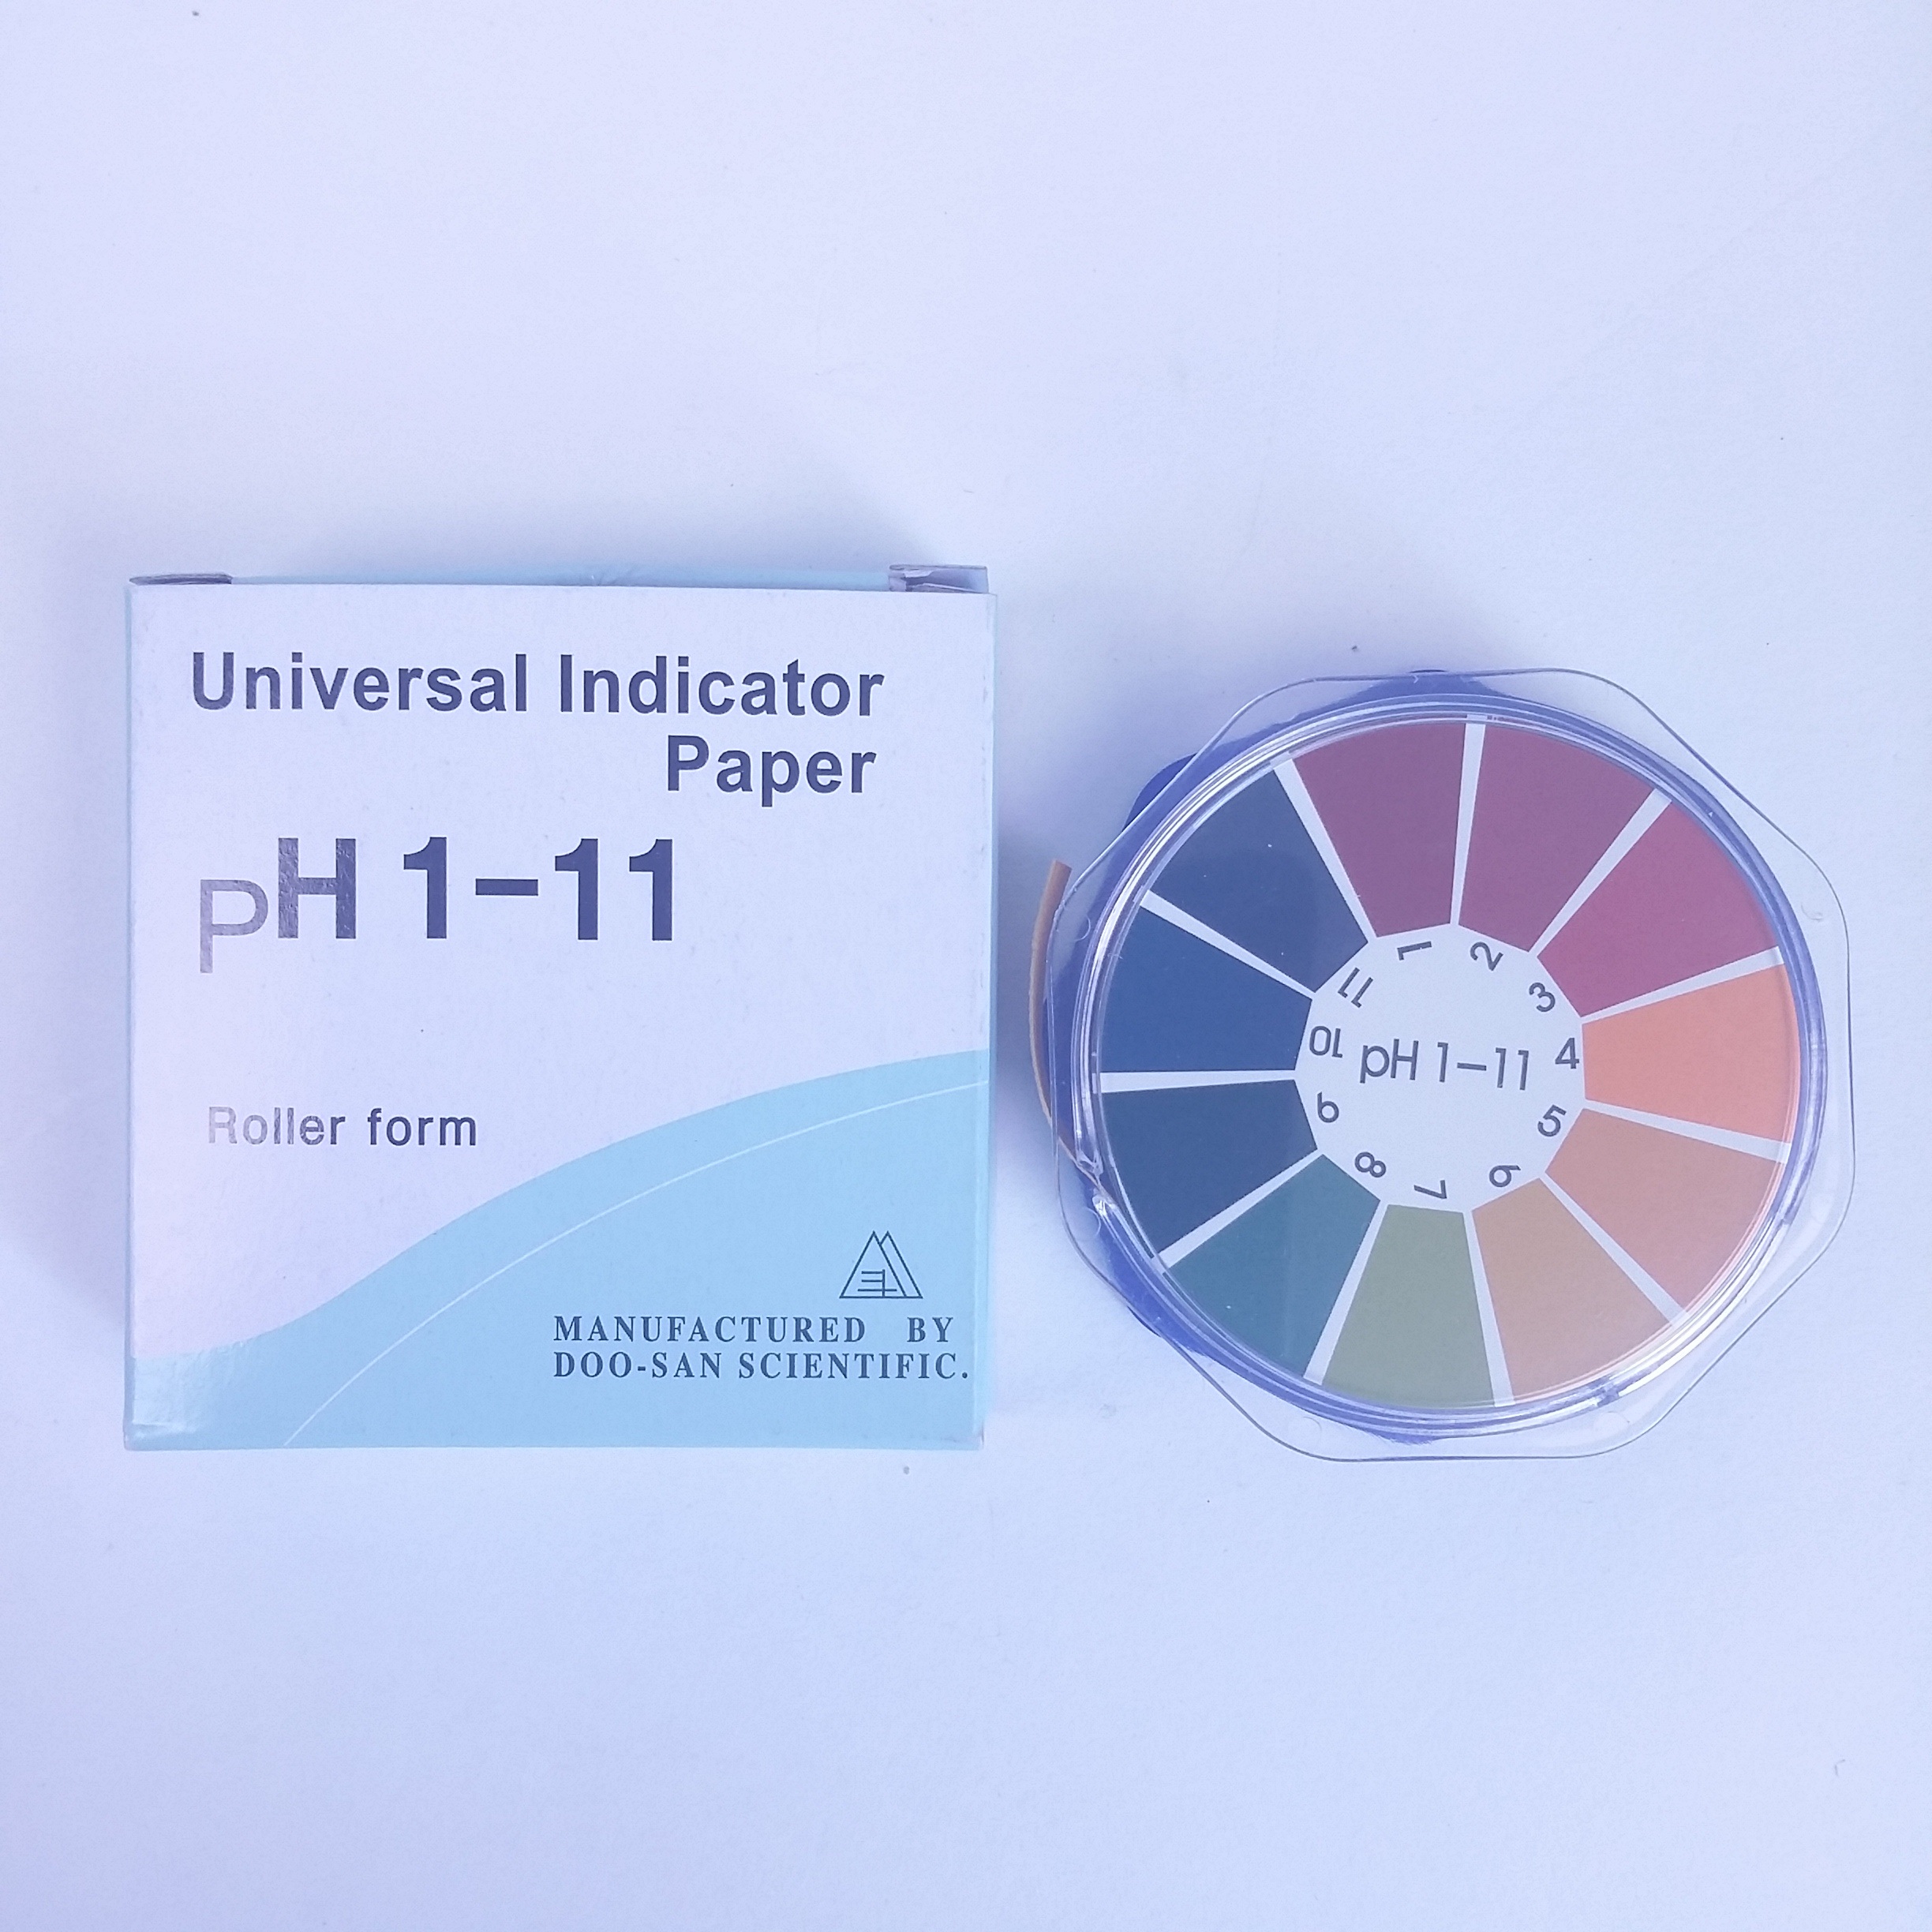 Universal Indicator
Paper
pH 1-11
Roller form
MANUFACTURED BY
DOO-SAN SCIENTIFIC.
pH 1-11
1
2
3
4
5
6
7
8
9
10
11